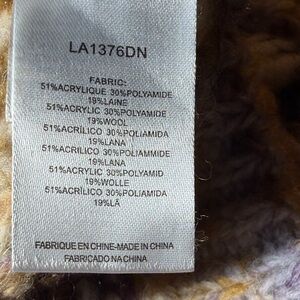 LA1376DN
FABRIC:
51%ACRYLIQUE 30%POLYAMIDE
19%LAINE
51%ACRYLIC 30%POLYAMIDE
19%WOOL
51%ACRÍLICO 30%POLIAMIDA
19%LANA
51%ACRILICO 30%POLIAMMIDE
19%LANA
51%ACRYLIC 30%POLYAMID
19%WOLLE
51%ACRÍLICO 30%POLIAMIDA
19%LÃ
FABRIQUE EN CHINE-MADE IN CHINA
FABRICADO NA CHINA